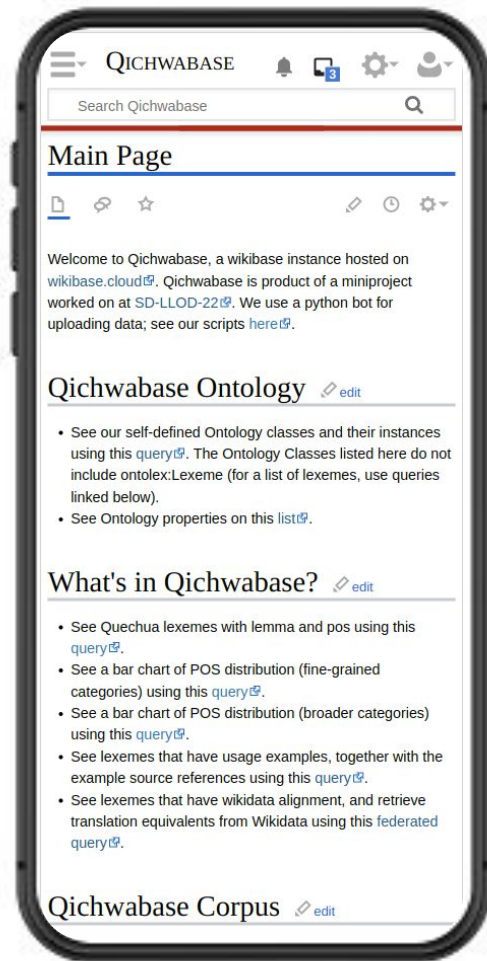 QICHWABASE
3
Search Qichwabase
Main Page
Welcome to Qichwabase, a wikibase instance hosted on
wikibase.cloud. Qichwabase is product of a miniproject
worked on at SD-LLOD-22. We use a python bot for
uploading data; see our scripts here.
Qichwabase Ontology edit
• See our self-defined Ontology classes and their instances
using this query. The Ontology Classes listed here do not
include ontolex:Lexeme (for a list of lexemes, use queries
linked below).
• See Ontology properties on this list.
What's in Qichwabase? edit
• See Quechua lexemes with lemma and pos using this
query.
• See a bar chart of POS distribution (fine-grained
categories) using this query.
• See a bar chart of POS distribution (broader categories)
using this query.
• See lexemes that have usage examples, together with the
example source references using this query.
• See lexemes that have wikidata alignment, and retrieve
translation equivalents from Wikidata using this federated
query.
Qichwabase Corpus edit